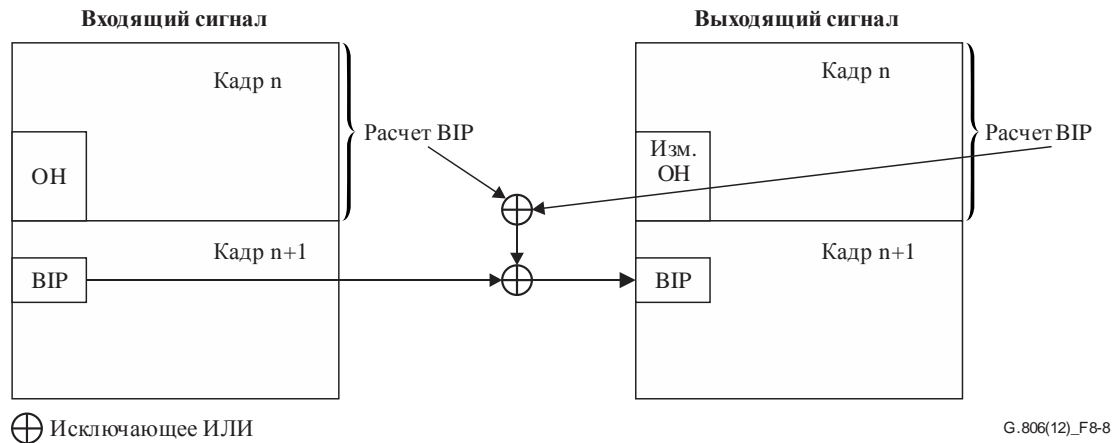 Входящий сигнал
Выходящий сигнал
Кадр n
Кадр n
Расчет BIP
Расчет BIP
OH
Изм.
OH
Кадр n+1
Кадр n+1
BIP
BIP
Исключающее ИЛИ
G.806(12)_F8-8